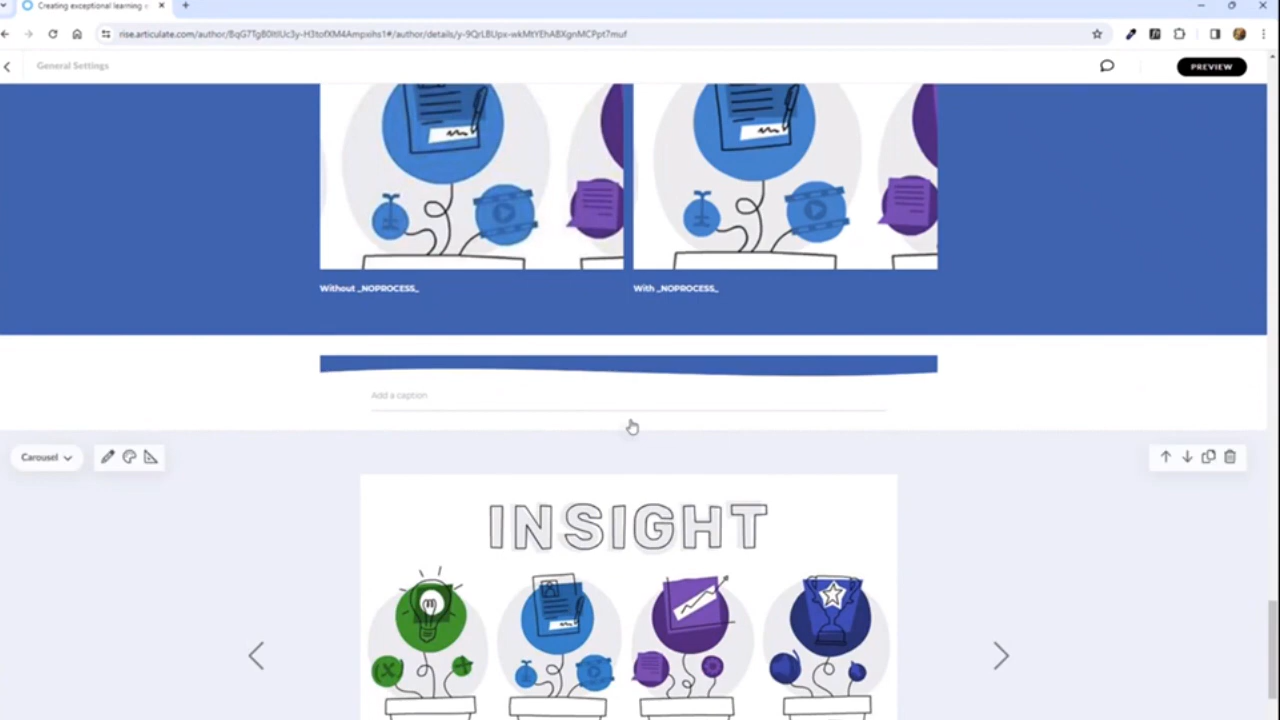 Creating exceptional learning
rise.articulate.com/author/BqG7Tg80ItlUc3y-H3tofXM4Ampxihs1#/author/details/y-9QrLBUpx-wkMtYEhABXgnMCPpt7muf
General Settings
PREVIEW
Without _NOPROCESS_
With _NOPROCESS_
Add a caption
Carousel
INSIGHT